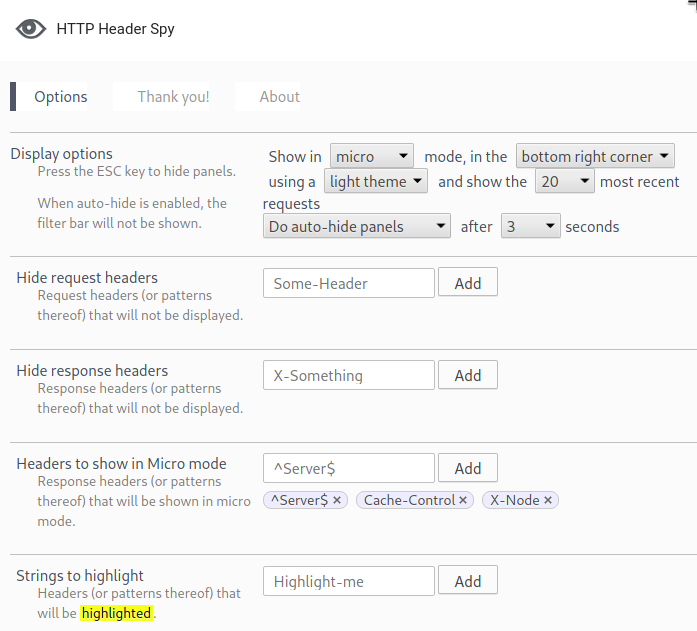 HTTP Header Spy
Options Thank you! About
Display options
Press the ESC key to hide panels.
When auto-hide is enabled, the
filter bar will not be shown.
Show in micro mode, in the bottom right corner
using a light theme and show the 20 most recent
requests
Do auto-hide panels after 3 seconds
Hide request headers
Request headers (or patterns
thereof) that will not be displayed.
Some-Header Add
Hide response headers
Response headers (or patterns
thereof) that will not be displayed.
X-Something Add
Headers to show in Micro mode
Response headers (or patterns
thereof) that will be shown in micro
mode.
^Server$ Add
^Server$ × Cache-Control × X-Node ×
Strings to highlight
Headers (or patterns thereof) that
will be highlighted.
Highlight-me Add